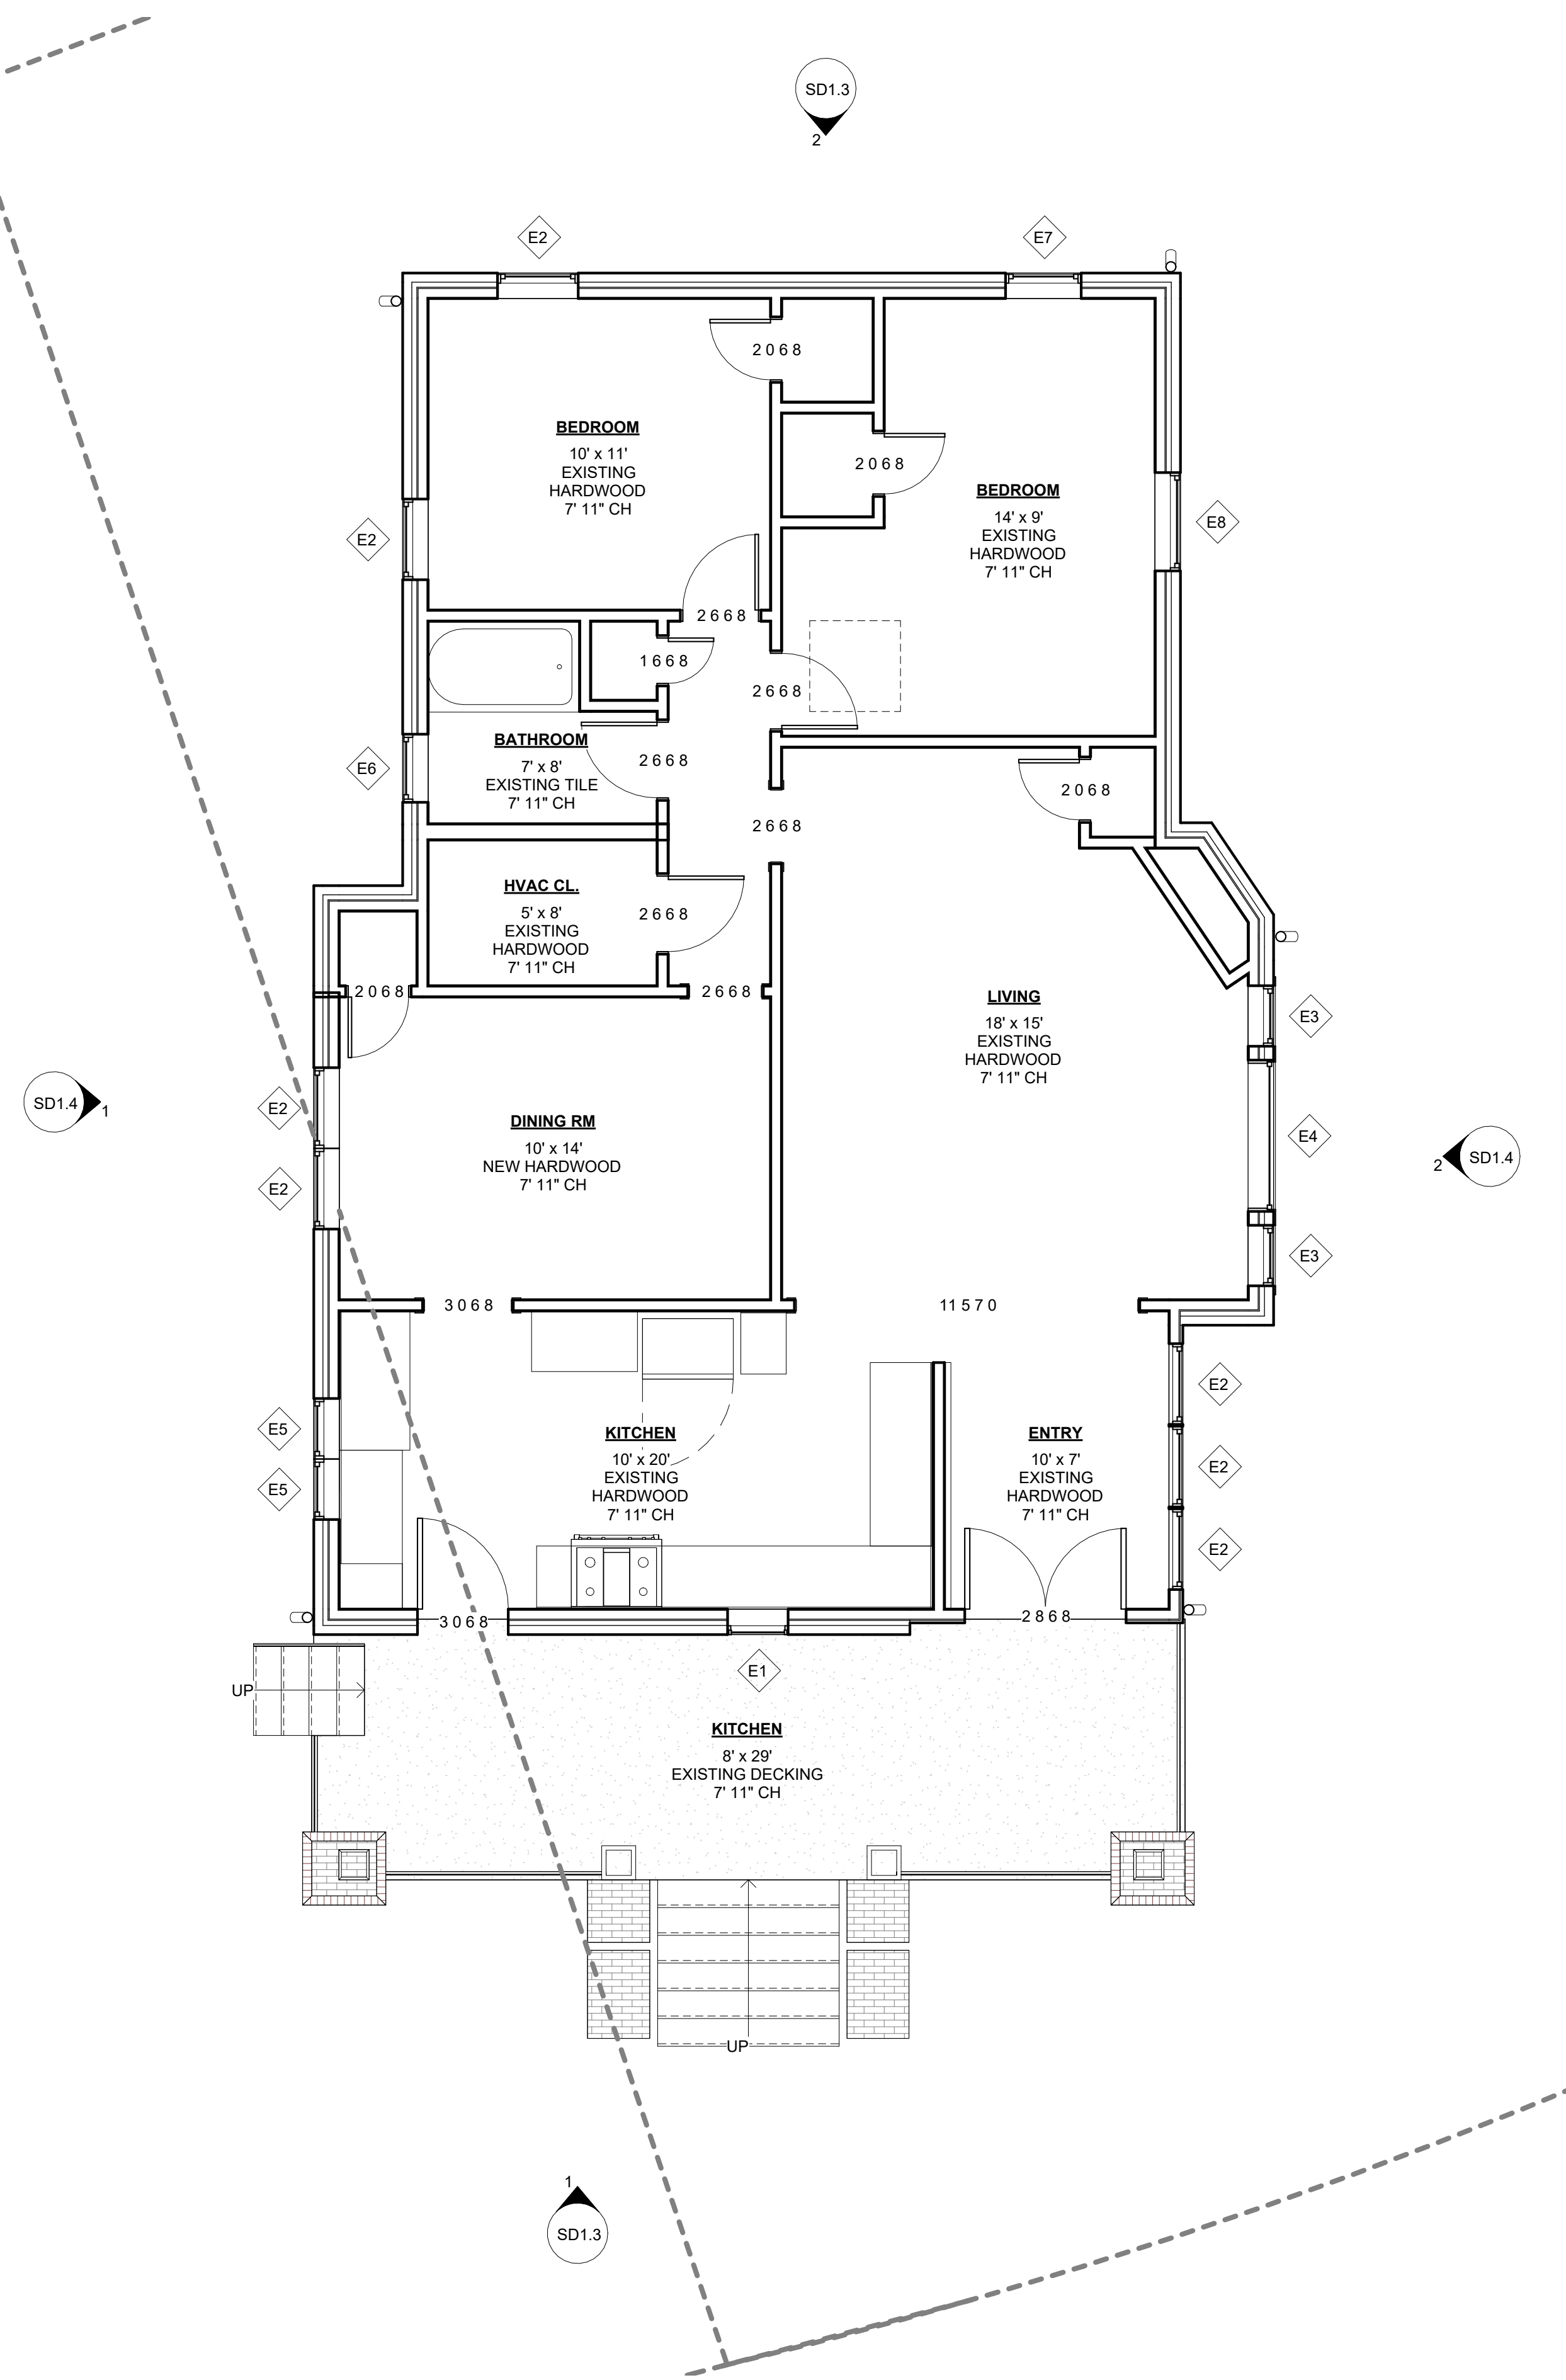 SD1.3
2
E2
E7
2068
BEDROOM
10' x 11'
EXISTING
HARDWOOD
7' 11" CH
2068
BEDROOM
14' x 9'
EXISTING
HARDWOOD
7' 11" CH
E2
E8
2668
1668
2668
BATHROOM
7' x 8'
EXISTING TILE
7' 11" CH
E6
2668
2068
2668
HVAC CL.
5' x 8'
EXISTING
HARDWOOD
7' 11" CH
2668
2068
2668
LIVING
18' x 15'
EXISTING
HARDWOOD
7' 11" CH
E3
SD1.4
1
E2
DINING RM
10' x 14'
NEW HARDWOOD
7' 11" CH
E4
2
SD1.4
E2
E3
3068
11570
E2
E5
KITCHEN
10' x 20'
EXISTING
HARDWOOD
7' 11" CH
ENTRY
10' x 7'
EXISTING
HARDWOOD
7' 11" CH
E2
E5
E2
3068
2868
E1
UP
KITCHEN
8' x 29'
EXISTING DECKING
7' 11" CH
UP
1
SD1.3